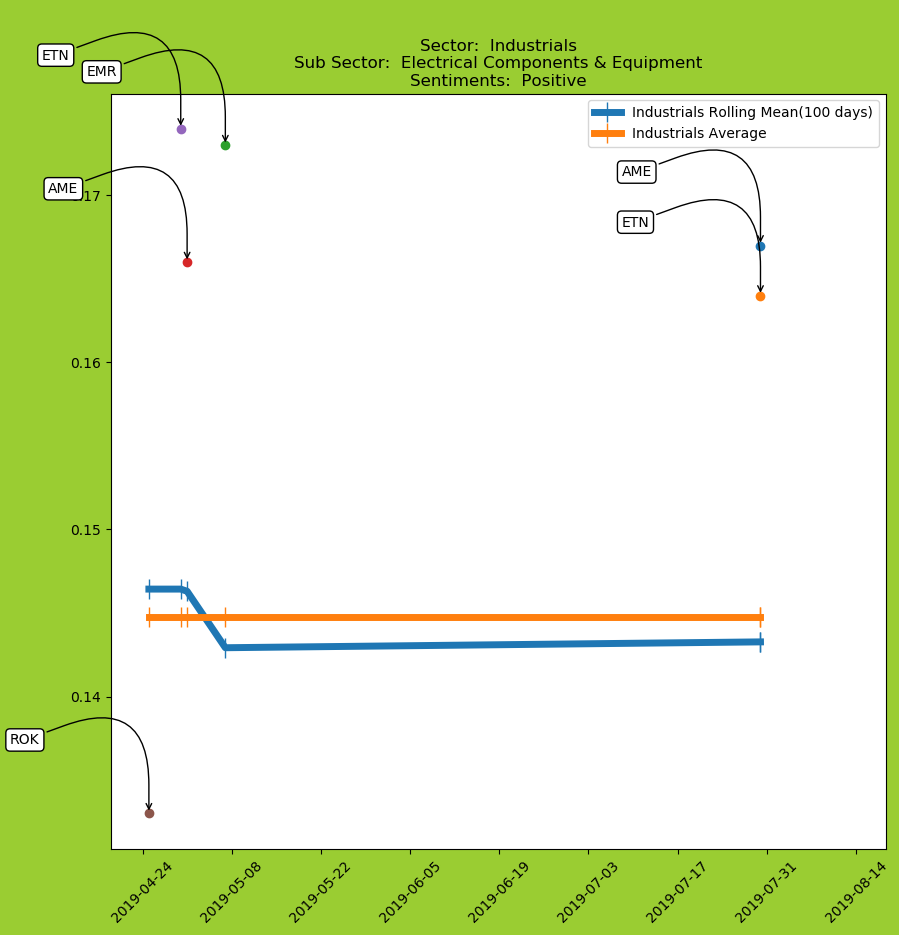 Sector:  Industrials
Sub Sector:  Electrical Components & Equipment
Sentiments:  Positive
ETN
EMR
Industrials Rolling Mean(100 days)
Industrials Average
AME
AME
.17
ETN
0.16
0.15
0.14
ROK
2019-04-24
2019-05-08
2019-05-22
2019-06-05
2019-06-19
2019-07-03
2019-07-17
2019-07-31
2019-08-14